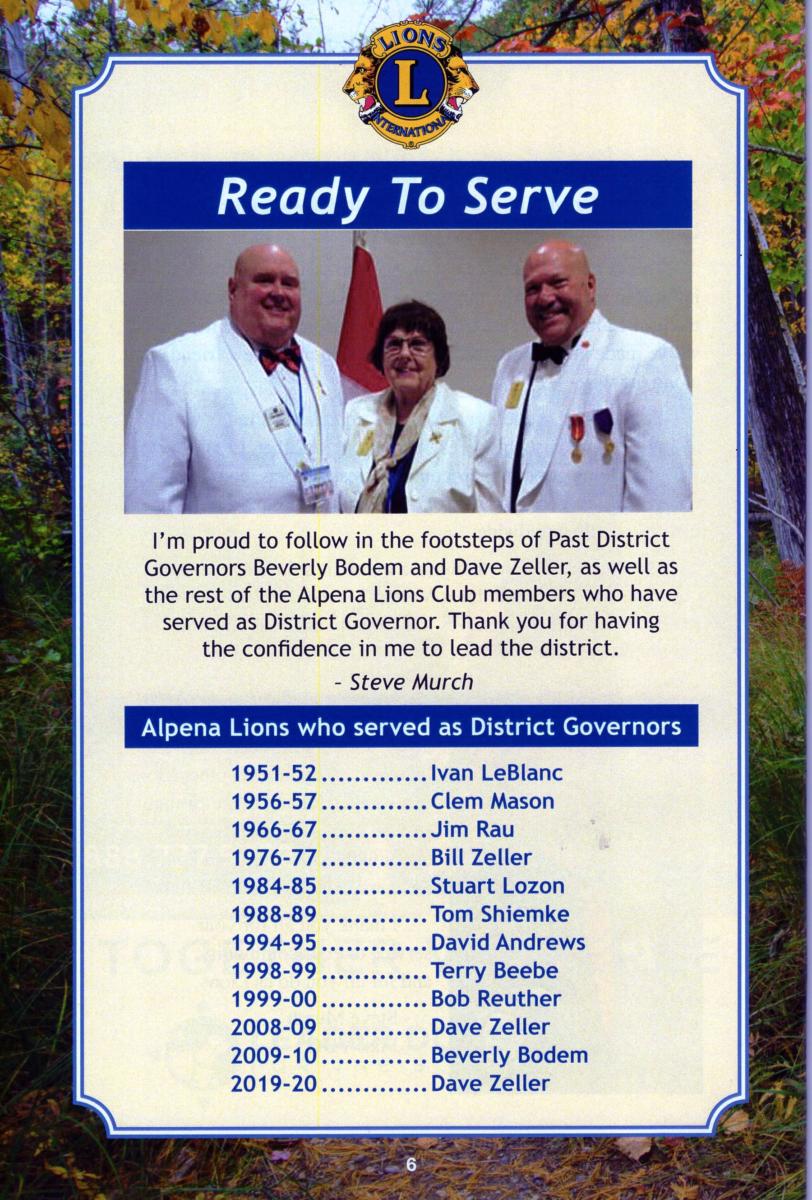 LIONS
L
INTERNATIONAL
Ready To Serve
I'm proud to follow in the footsteps of Past District
Governors Beverly Bodem and Dave Zeller, as well as
the rest of the Alpena Lions Club members who have
served as District Governor. Thank you for having
the confidence in me to lead the district.
– Steve Murch
Alpena Lions who served as District Governors
1951-52.............Ivan LeBlanc
1956-57.............Clem Mason
1966-67.............Jim Rau
1976-77.............Bill Zeller
1984-85.............Stuart Lozon
1988-89.............Tom Shiemke
1994-95.............David Andrews
1998-99.............Terry Beebe
1999-00.............Bob Reuther
2008-09.............Dave Zeller
2009-10.............Beverly Bodem
2019-20.............Dave Zeller
6